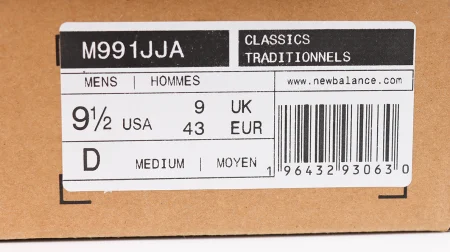 M991JJA
CLASSICS
TRADITIONNELS
MENS | HOMMES
www.newbalance.com
9½ USA
9 UK
43 EUR
D MEDIUM | MOYEN
1 96432 93063 0